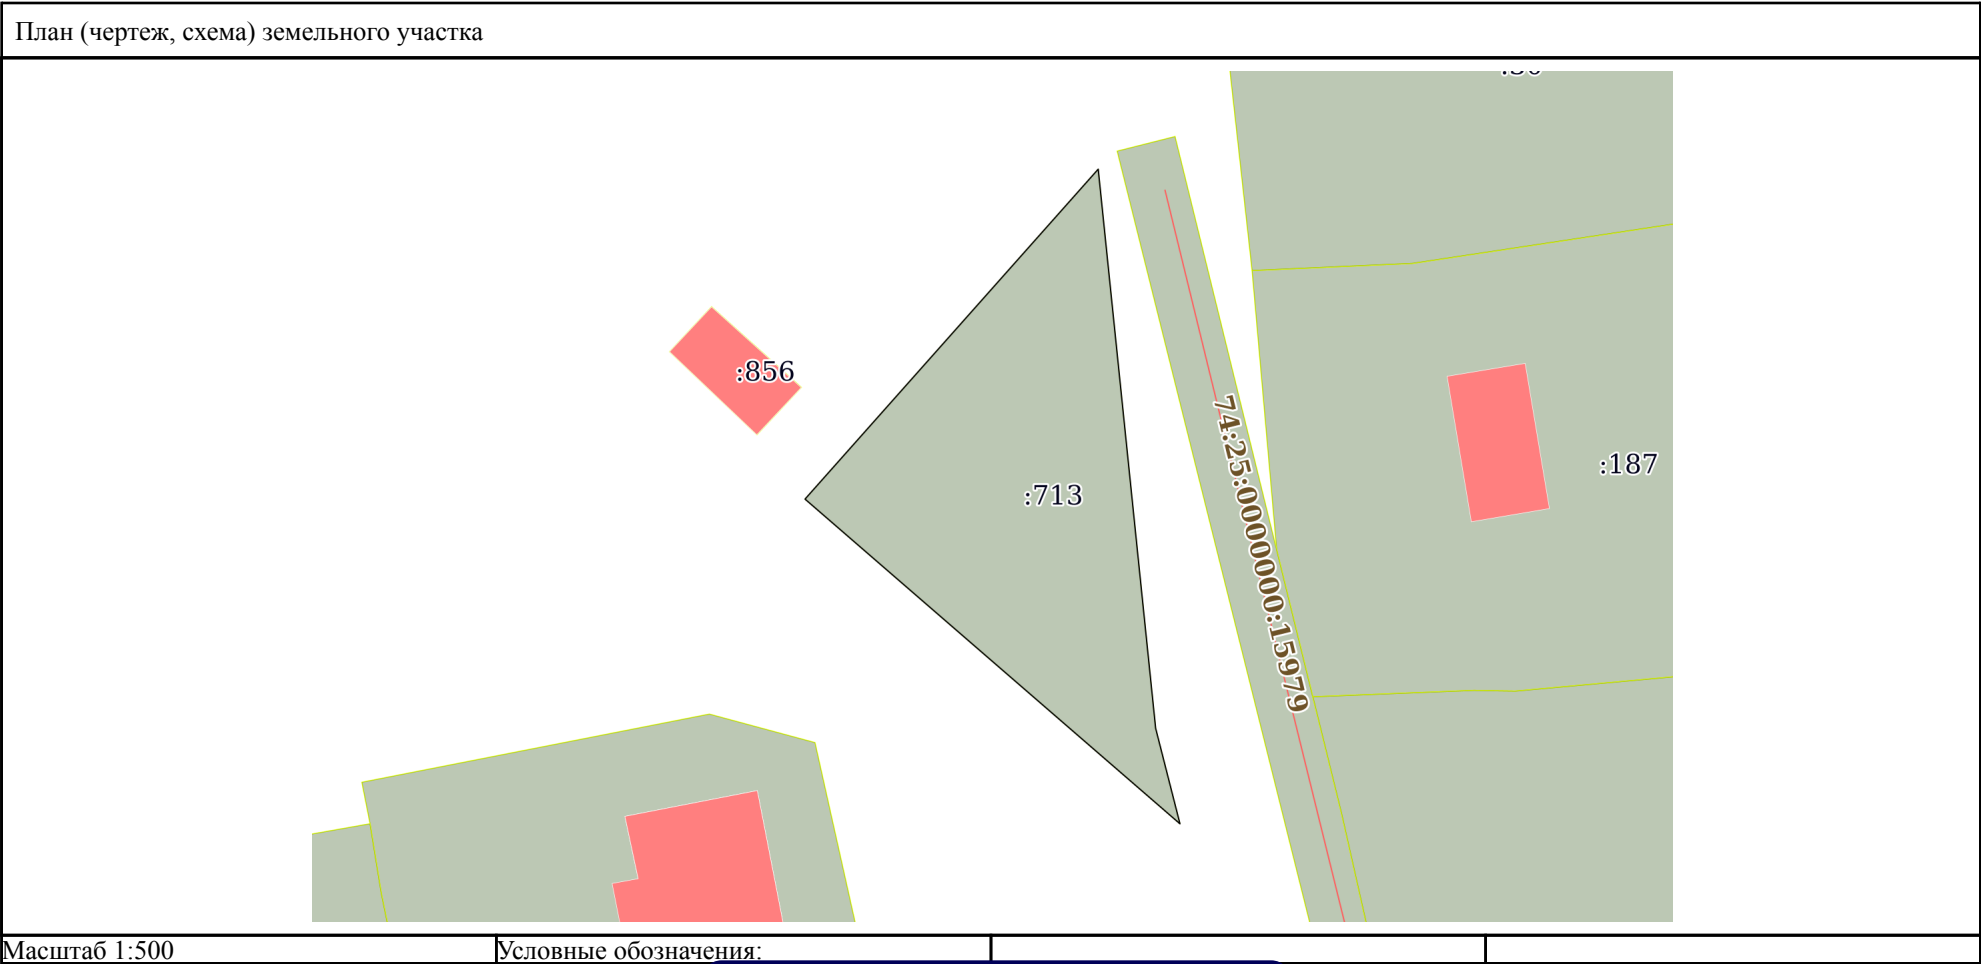 План (чертеж, схема) земельного участка
:856
:713
74:25:0000000:15979
:187
Масштаб 1:500
Условные обозначения: